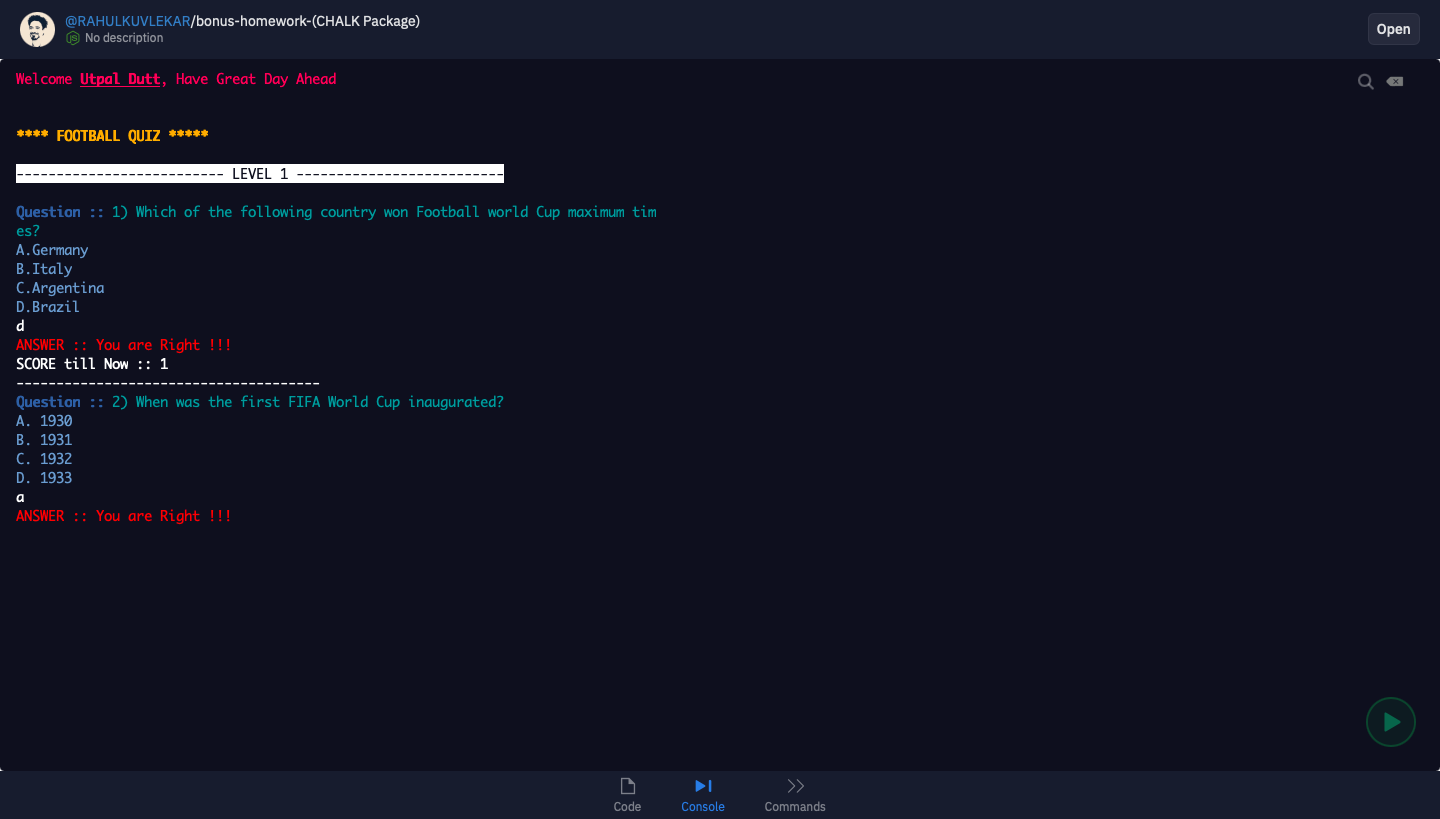 @RAHULKUVLEKAR/bonus-homework-(CHALK Package)
No description
Open
Welcome Utpal Dutt, Have Great Day Ahead
**** FOOTBALL QUIZ *****
-------------------------- LEVEL 1 --------------------------
Question :: 1) Which of the following country won Football world Cup maximum tim
es?
A.Germany
B.Italy
C.Argentina
D.Brazil
d
ANSWER :: You are Right !!!
SCORE till Now :: 1
--------------------------------------
Question :: 2) When was the first FIFA World Cup inaugurated?
A. 1930
B. 1931
C. 1932
D. 1933
a
ANSWER :: You are Right !!!
Code
Console
Commands